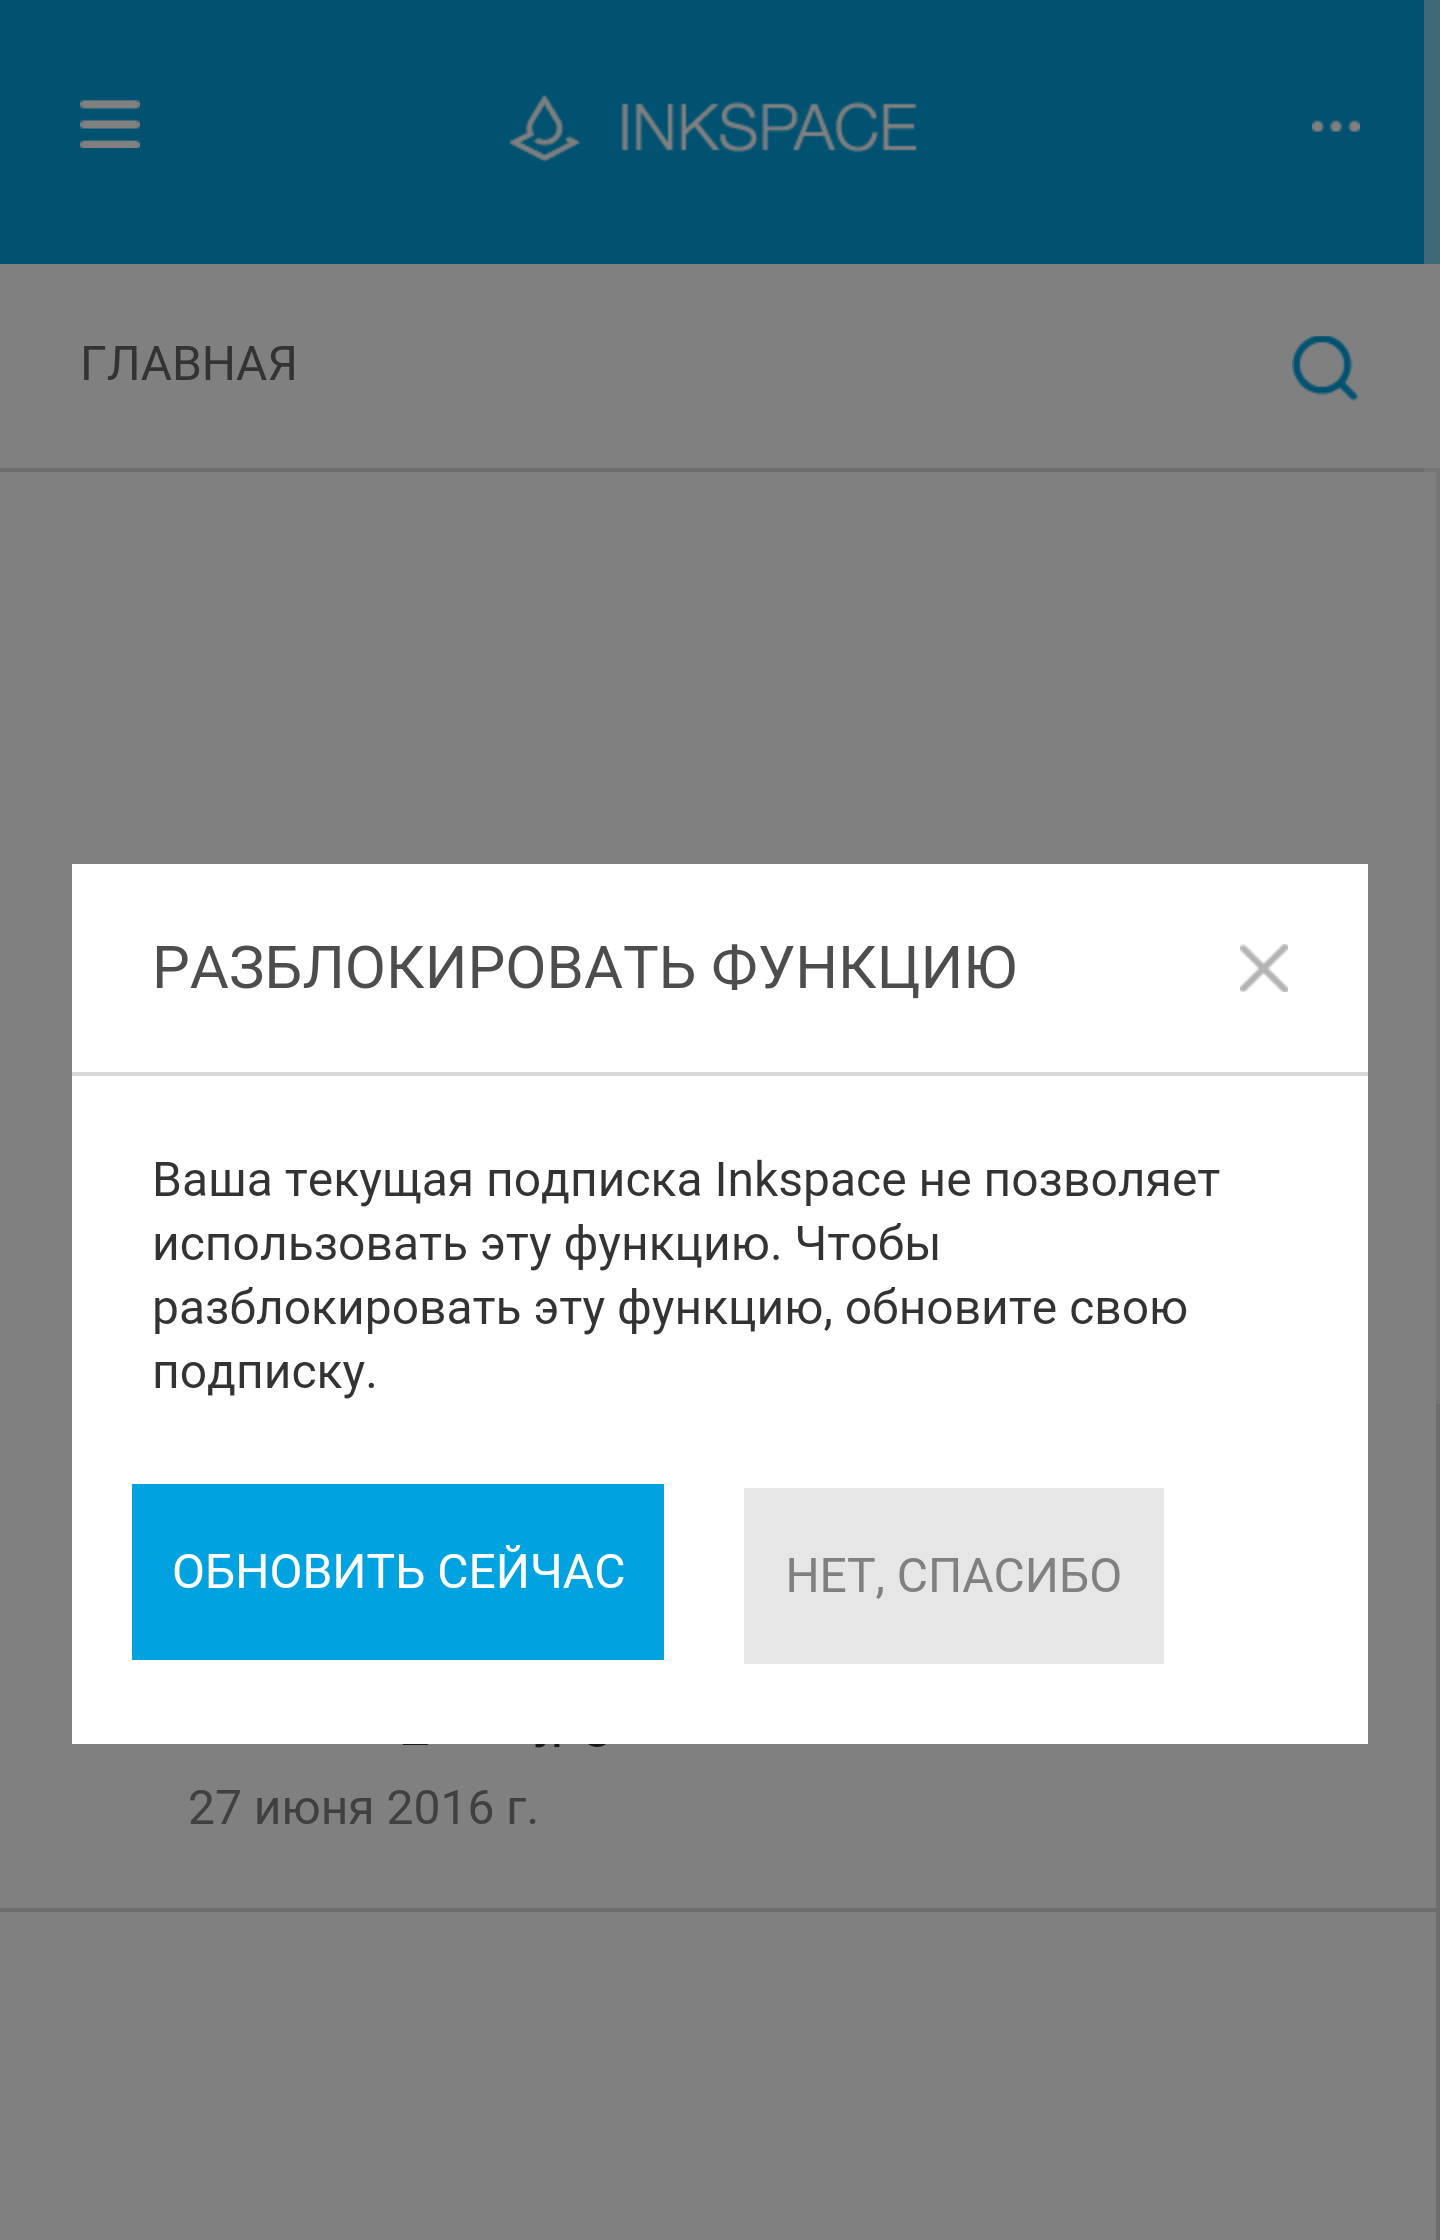 INKSPACE
ГЛАВНАЯ
РАЗБЛОКИРОВАТЬ ФУНКЦИЮ
Ваша текущая подписка Inkspace не позволяет
использовать эту функцию. Чтобы
разблокировать эту функцию, обновите свою
подписку.
ОБНОВИТЬ СЕЙЧАС
НЕТ, СПАСИБО
27 июня 2016 г.